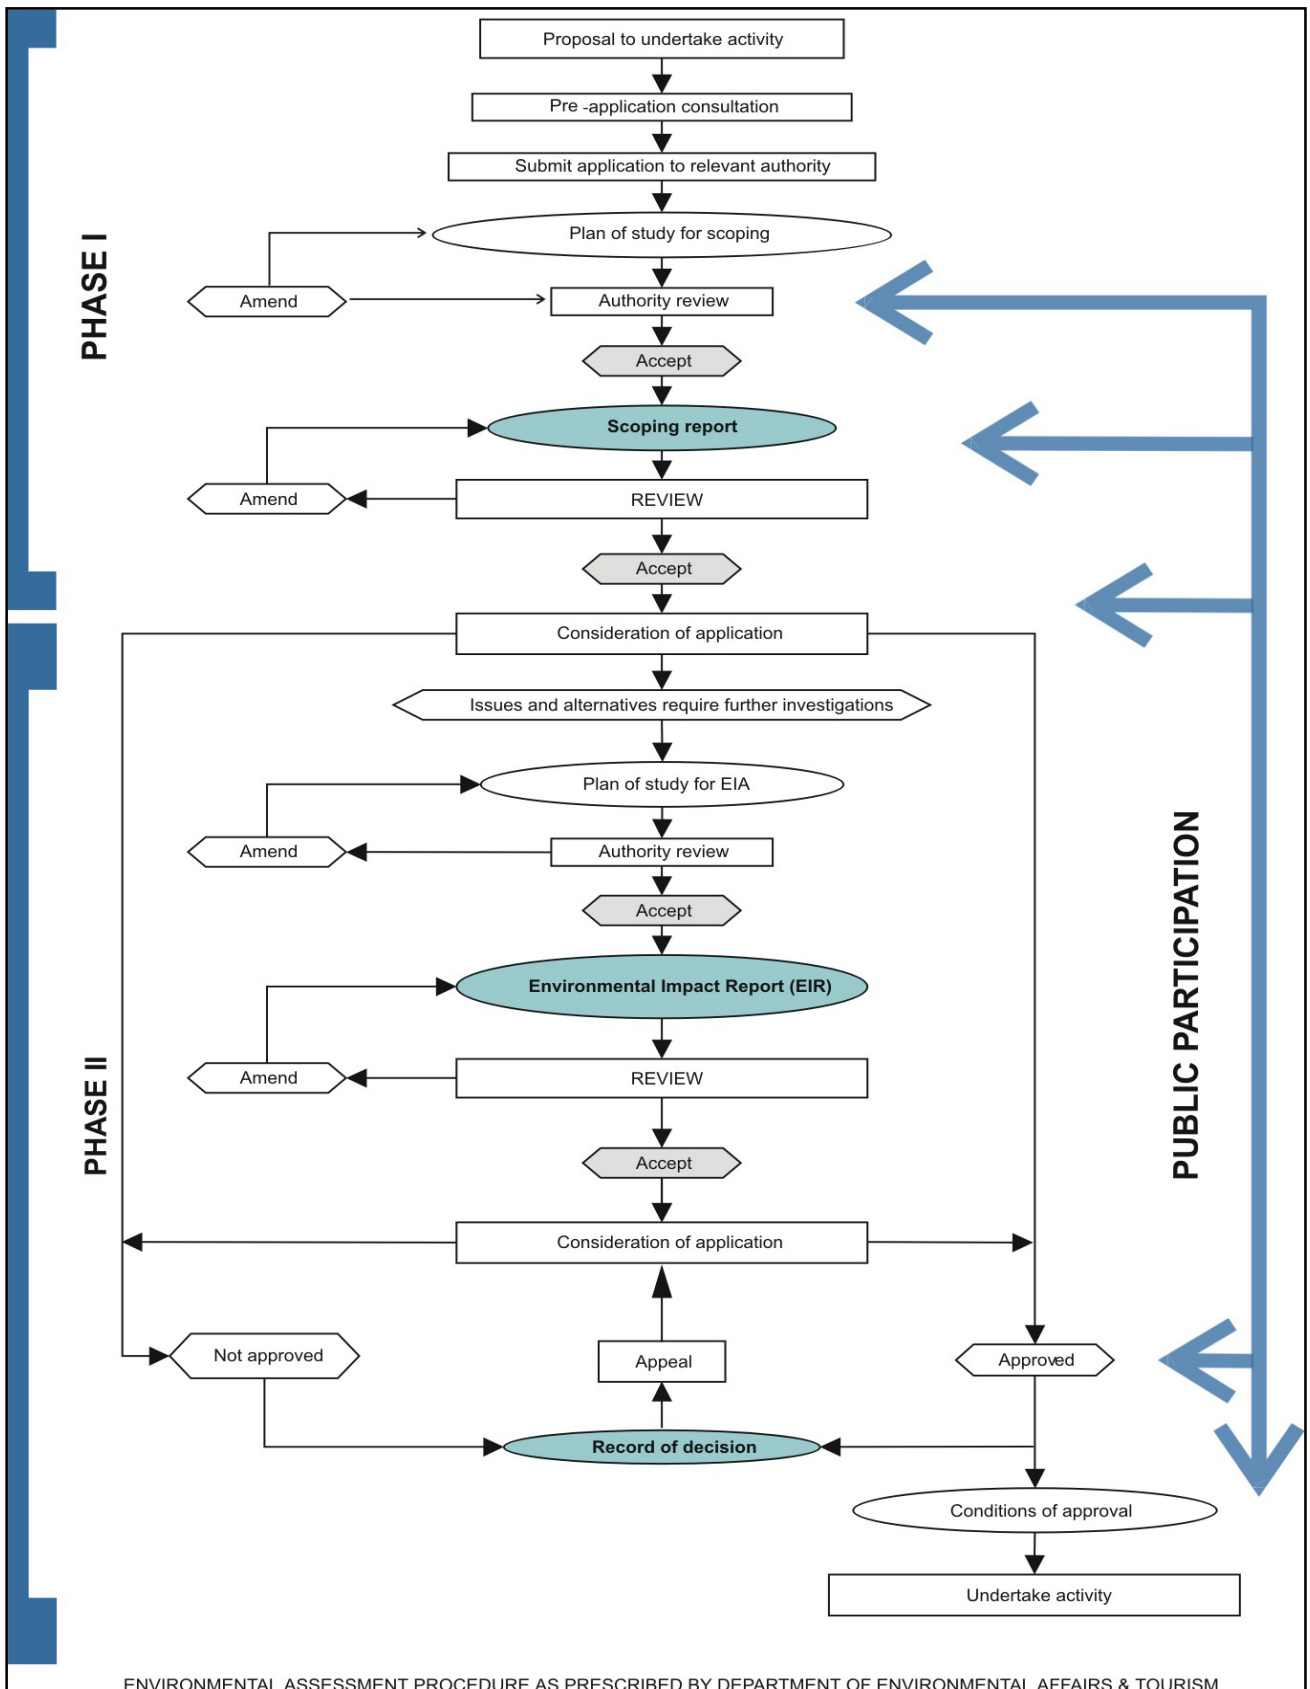 Proposal to undertake activity
Pre -application consultation
Submit application to relevant authority
PHASE I
Plan of study for scoping
Amend
Authority review
Accept
Scoping report
Amend
REVIEW
Accept
Consideration of application
Issues and alternatives require further investigations
Plan of study for EIA
Amend
Authority review
Accept
PUBLIC PARTICIPATION
Environmental Impact Report (EIR)
PHASE II
Amend
REVIEW
Accept
Consideration of application
Not approved
Appeal
Approved
Record of decision
Conditions of approval
Undertake activity
ENVIRONMENTAL ASSESSMENT PROCEDURE AS PRESCRIBED BY DEPARTMENT OF ENVIRONMENTAL AFFAIRS & TOURISM